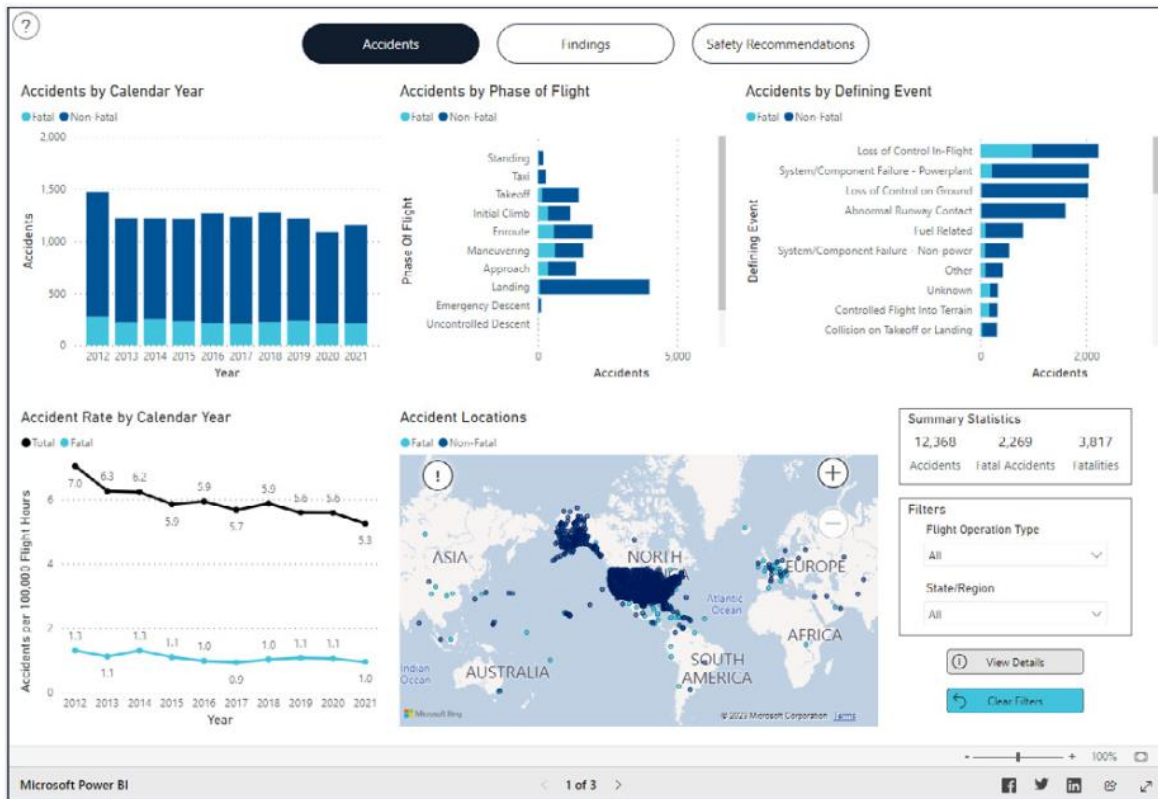 ?
Accidents
Findings
Safety Recommendations
Accidents by Calendar Year
Fatal Non-Fatal
2,000
1,500
1,000
500
0
Accidents
2012 2013 2014 2015 2016 2017 2018 2019 2020 2021
Year
Accidents by Phase of Flight
Fatal Non-Fatal
Phase Of Flight
Standing
Taxi
Takeoff
Initial Climb
Enroute
Maneuvering
Approach
Landing
Emergency Descent
Uncontrolled Descent
0 5,000
Accidents
Accidents by Defining Event
Fatal Non-Fatal
Defining Event
Loss of Control In-Flight
System/Component Failure - Powerplant
Loss of Control on Ground
Abnormal Runway Contact
Fuel Related
System/Component Failure - Non-power
Other
Unknown
Controlled Flight Into Terrain
Collision on Takeoff or Landing
0 2,000
Accidents
Accident Rate by Calendar Year
Total Fatal
Accidents per 100,000 Flight Hours
6
4
2
0
7.0 6.3 6.2 5.9 5.9 5.7 5.9 5.6 5.6 5.3
1.3 1.1 1.3 1.1 1.0 0.9 1.0 1.1 1.1 1.0
2012 2013 2014 2015 2016 2017 2018 2019 2020 2021
Year
Accident Locations
Fatal Non-Fatal
!
+
ASIA
NORTH
EUROPE
Atlantic
Ocean
AFRICA
Indian
Ocean
AUSTRALIA
SOUTH
AMERICA
Microsoft Bing
© 2023 Microsoft Corporation Terms
Summary Statistics
12,368 2,269 3,817
Accidents Fatal Accidents Fatalities
Filters
Flight Operation Type
All
State/Region
All
View Details
Clear Filters
- + 100%
Microsoft Power BI
< 1 of 3 >